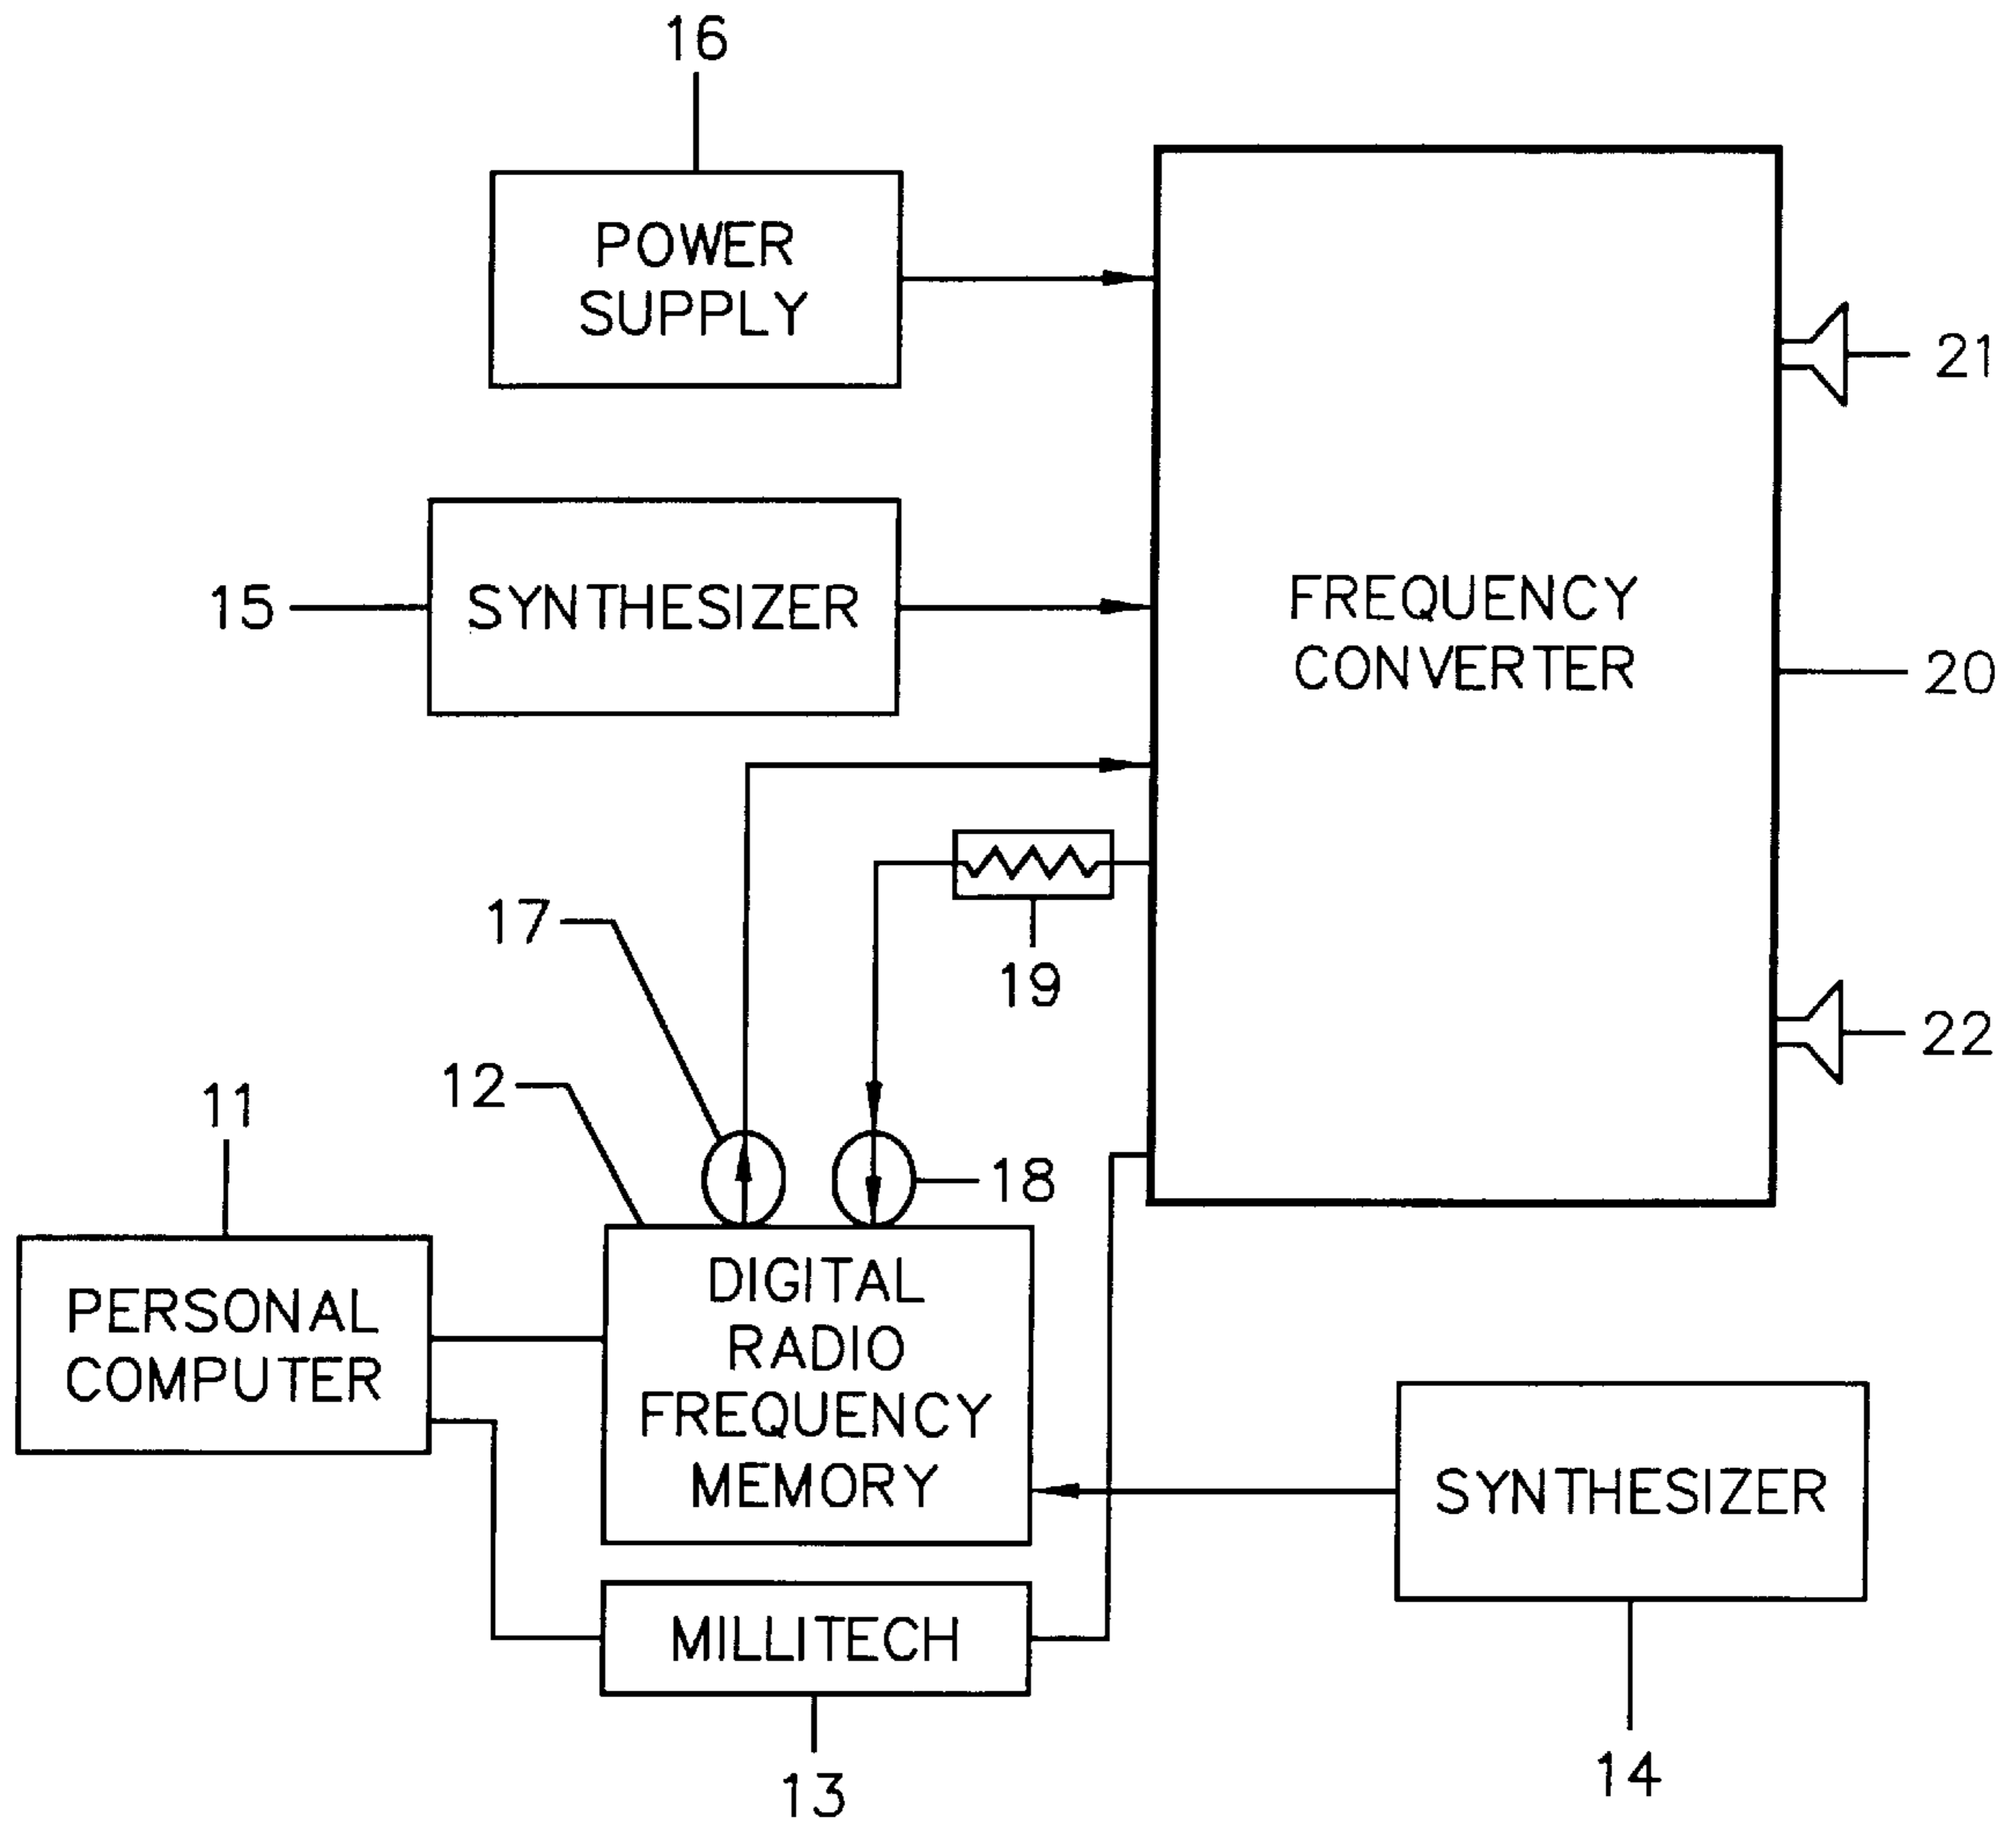 16
POWER
SUPPLY
21
15
SYNTHESIZER
FREQUENCY
CONVERTER
20
17
19
12
11
18
22
PERSONAL
COMPUTER
DIGITAL
RADIO
FREQUENCY
MEMORY
SYNTHESIZER
MILLITECH
13
14